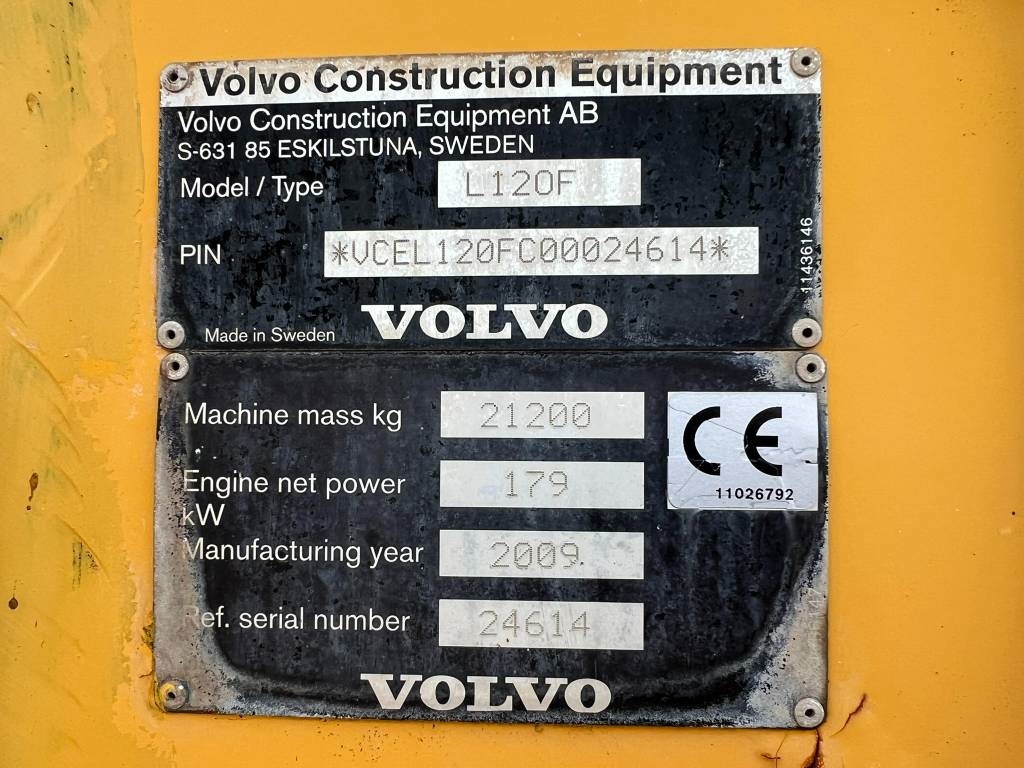 Volvo Construction Equipment
Volvo Construction Equipment AB
S-631 85 ESKILSTUNA, SWEDEN
Model / Type L120F
PIN *VCEL120FC00024614*
11436146
Made in Sweden VOLVO
Machine mass kg 21200
CE
11026792
Engine net power 179
kW
Manufacturing year 2009
Ref. serial number 24614
VOLVO